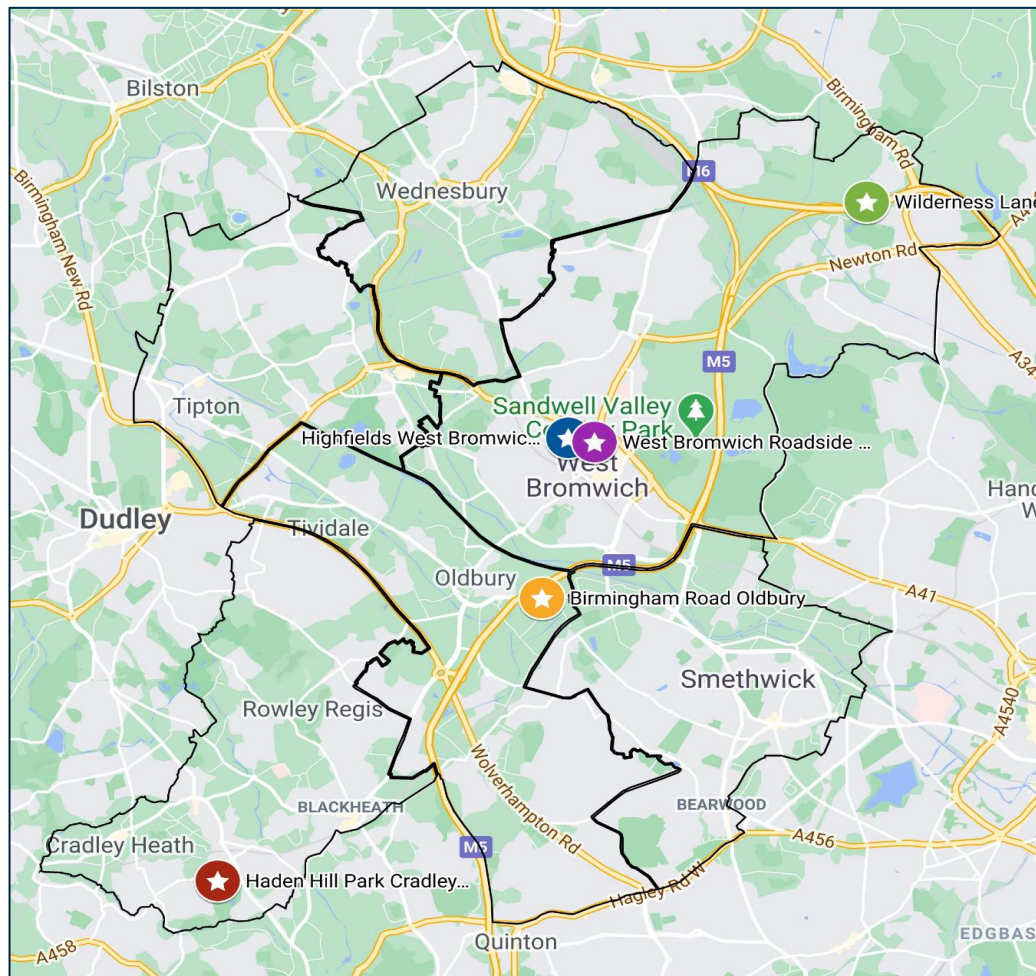 Bilston
Wednesbury
M6
Birmingham Rd
Wilderness Lane
Newton Rd
Birmingham New Rd
M5
A34
Tipton
Sandwell Valley
Park
Highfields West Bromwic...
West Bromwich Roadside ...
West
Bromwich
Dudley
Tividale
M5
Oldbury
Birmingham Road Oldbury
A41
Smethwick
Rowley Regis
A4540
Wolverhampton Rd
BLACKHEATH
BEARWOOD
Cradley Heath
M5
A456
Haden Hill Park Cradley...
Hagley Rd W
Quinton
A458
EDGBAS